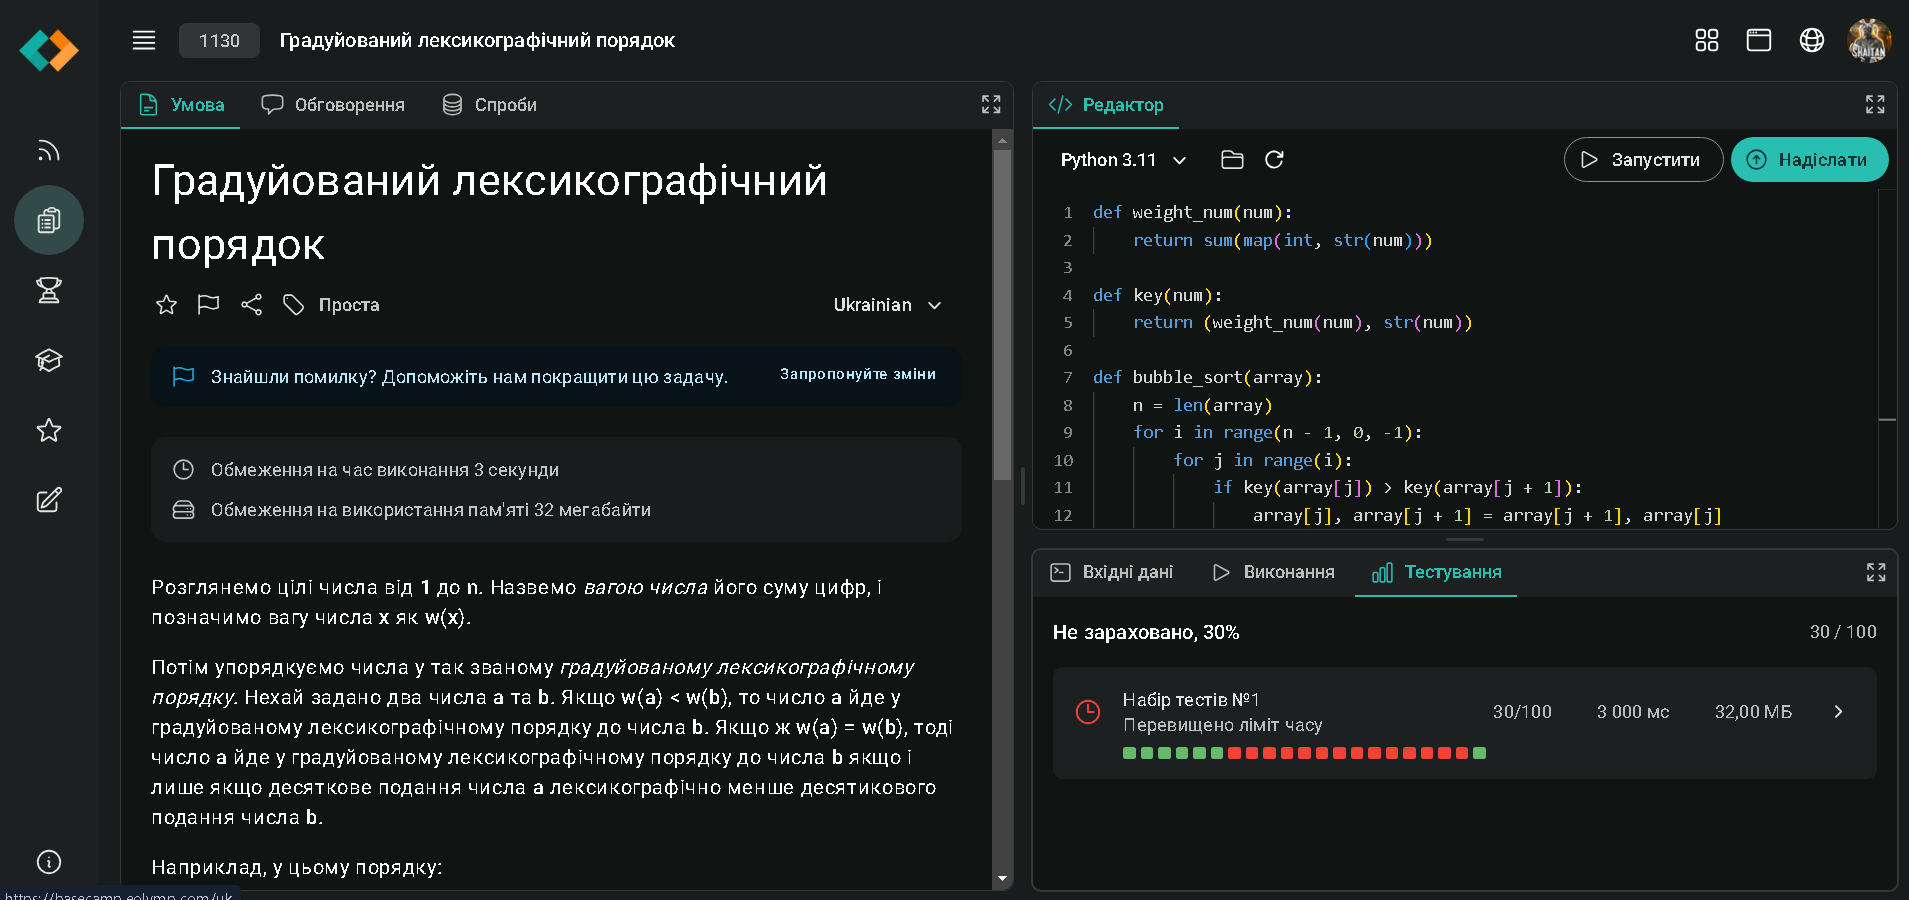 1130
Градуйований лексикографічний порядок
SHAITAN
Умова
Обговорення
Спроби
Градуйований лексикографічний
порядок
Проста
Ukrainian
Знайшли помилку? Допоможіть нам покращити цю задачу.
Запропонуйте зміни
Обмеження на час виконання 3 секунди
Обмеження на використання пам'яті 32 мегабайти
Розглянемо цілі числа від 1 до n. Назвемо вагою числа його суму цифр, і
позначимо вагу числа x як w(x).
Потім упорядкуємо числа у так званому градуйованому лексикографічному
порядку. Нехай задано два числа a та b. Якщо w(a) < w(b), то число a йде у
градуйованому лексикографічному порядку до числа b. Якщо ж w(a) = w(b), тоді
число a йде у градуйованому лексикографічному порядку до числа b якщо і
лише якщо десяткове подання числа a лексикографічно менше десятикового
подання числа b.
Наприклад, у цьому порядку:
Редактор
Python 3.11
Запустити
Надіслати
1 def weight_num(num):
2 return sum(map(int, str(num)))
3
4 def key(num):
5 return (weight_num(num), str(num))
6
7 def bubble_sort(array):
8 n = len(array)
9 for i in range(n - 1, 0, -1):
10 for j in range(i):
11 if key(array[j]) > key(array[j + 1]):
12 array[j], array[j + 1] = array[j + 1], array[j]
Вхідні дані
Виконання
Тестування
Не зараховано, 30%
30 / 100
Набір тестів №1
Перевищено ліміт часу
30/100
3 000 мс
32,00 МБ
https://basecamp.eolymp.com/uk